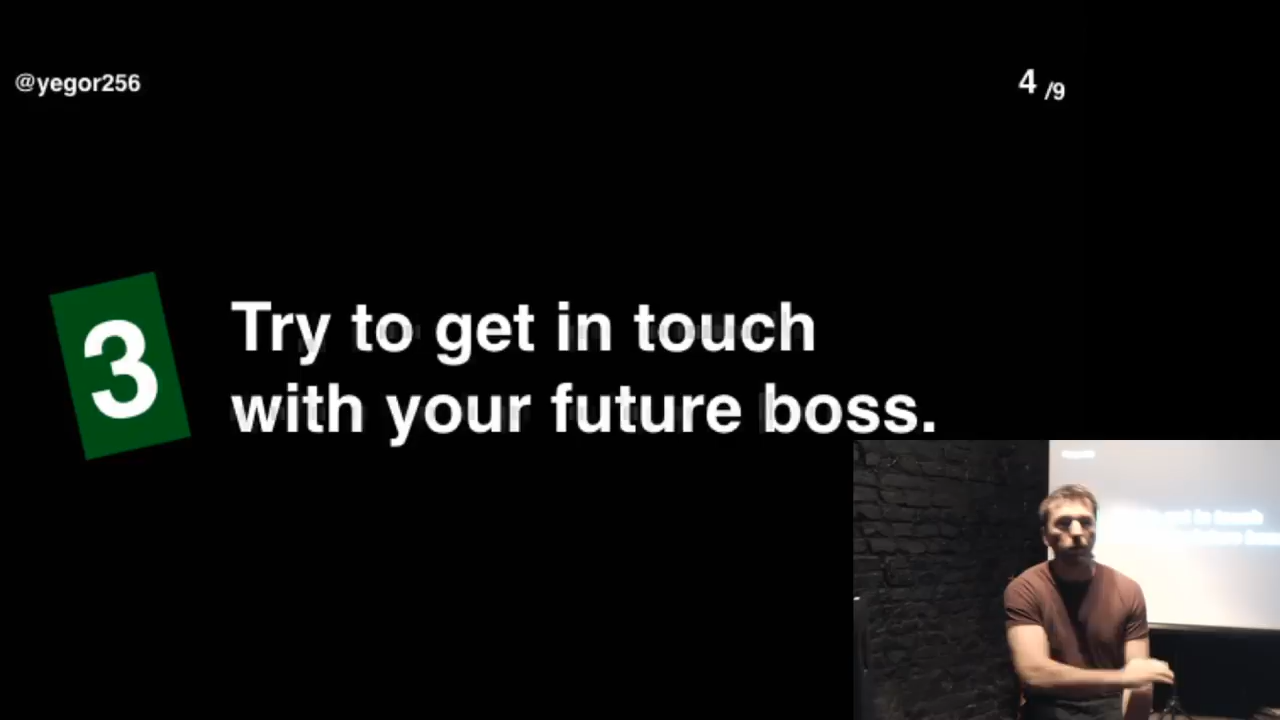 @yegor256
4 /9
3
Try to get in touch
with your future boss.